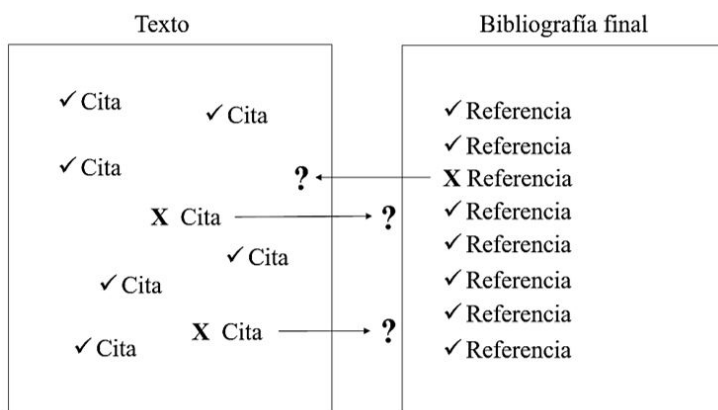 Texto
✓ Cita
✓ Cita
✓ Cita
?
X Cita
?
✓ Cita
✓ Cita
X Cita
?
✓ Cita
Bibliografía final
✓ Referencia
✓ Referencia
X Referencia
✓ Referencia
✓ Referencia
✓ Referencia
✓ Referencia
✓ Referencia